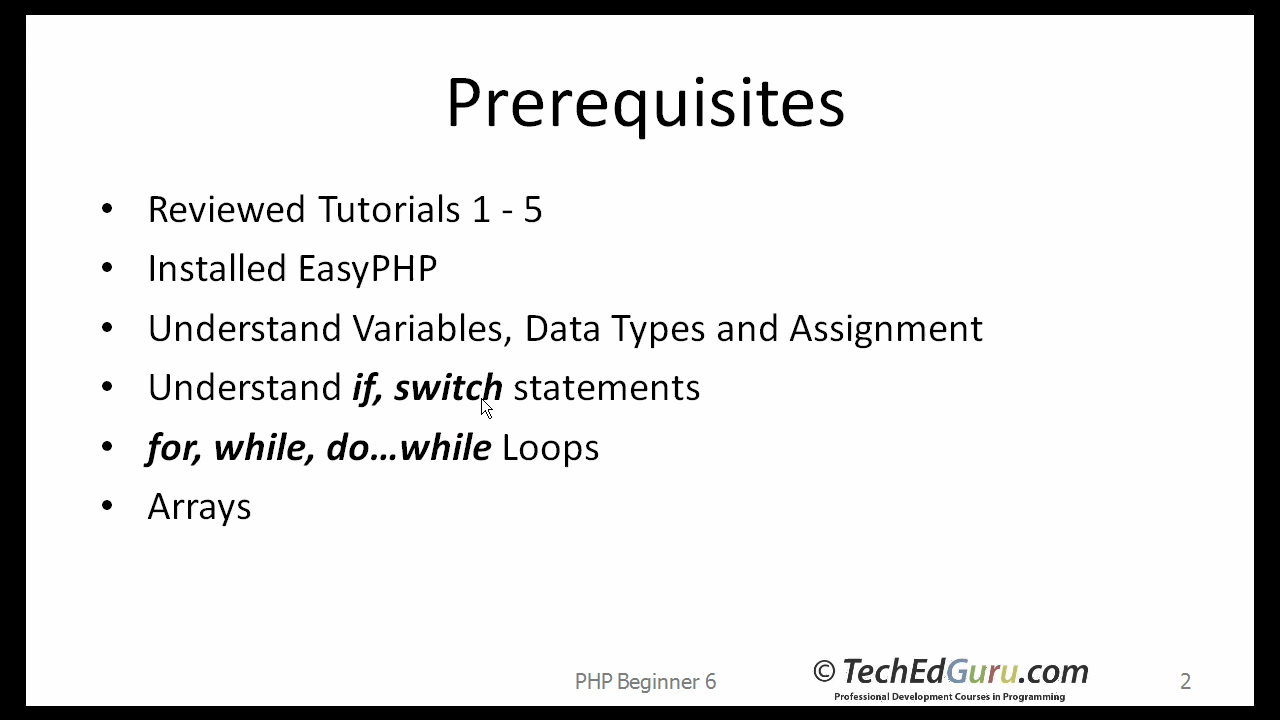 Prerequisites
• Reviewed Tutorials 1 - 5
• Installed EasyPHP
• Understand Variables, Data Types and Assignment
• Understand if, switch statements
• for, while, do...while Loops
• Arrays
PHP Beginner 6
© TechEdGuru.com
Professional Development Courses in Programming
2